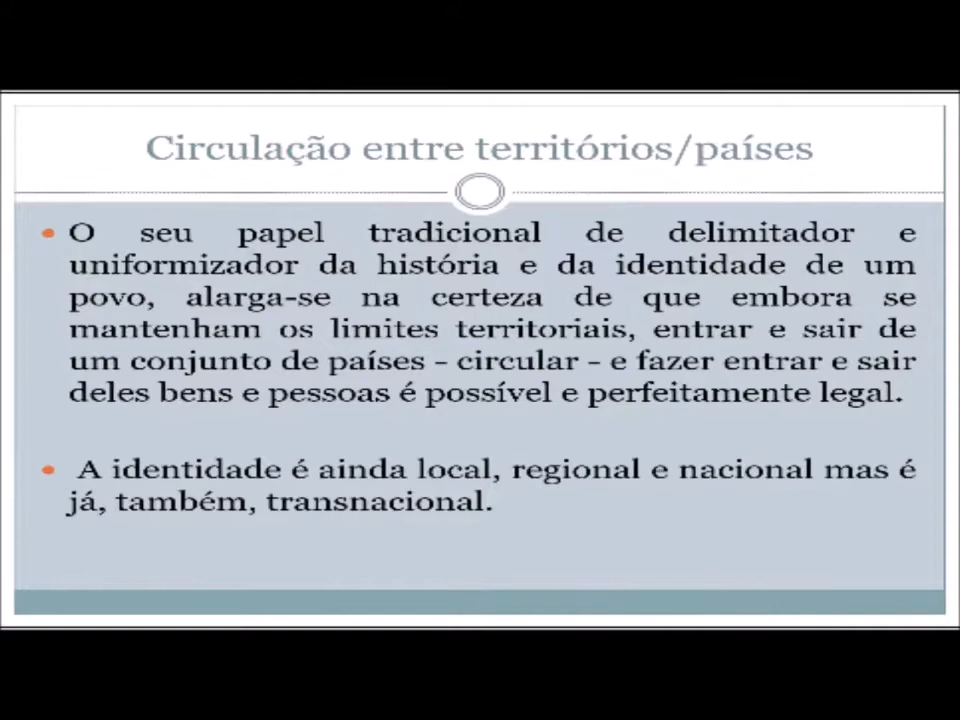 Circulação entre territórios/países
• O seu papel tradicional de delimitador e
uniformizador da história e da identidade de um
povo, alarga-se na certeza de que embora se
mantenham os limites territoriais, entrar e sair de
um conjunto de países – circular – e fazer entrar e sair
deles bens e pessoas é possível e perfeitamente legal.
• A identidade é ainda local, regional e nacional mas é
já, também, transnacional.